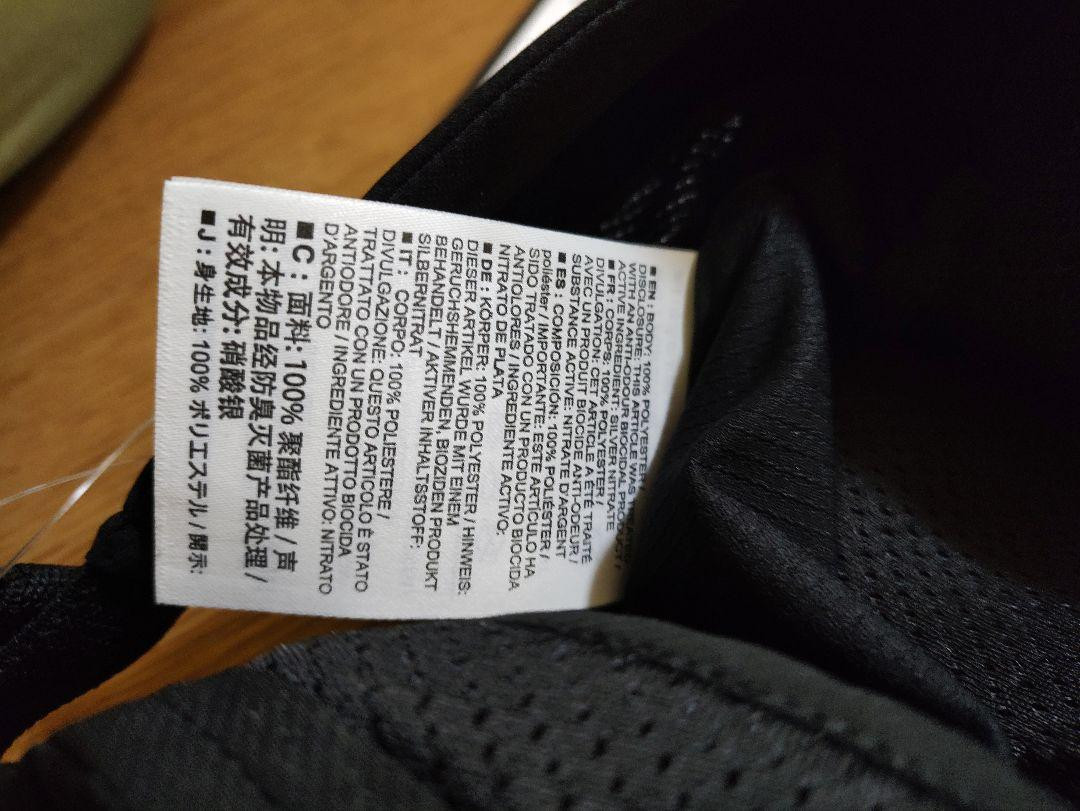 ■ EN: BODY: 100% POLYESTER /
DISCLOSURE: THIS ARTICLE WAS
WITH AN ANTI-ODOUR BIOCIDAL PRODUCT /
ACTIVE INGREDIENT: SILVER NITRATE
■ FR : CORPS: 100% POLYESTER /
DIVULGATION: CET ARTICLE A ÉTÉ TRAITÉ
AVEC UN PRODUIT BIOCIDE ANTI-ODEUR /
SUBSTANCE ACTIVE: NITRATE D'ARGENT
■ ES : COMPOSICIÓN: 100% POLIÉSTER /
poliéster / IMPORTANTE: ESTE ARTÍCULO HA
SIDO TRATADO CON UN PRODUCTO BIOCIDA
ANTIOLORES / INGREDIENTE ACTIVO:
NITRATO DE PLATA
■ DE : KÖRPER: 100% POLYESTER / HINWEIS:
DIESER ARTIKEL WURDE MIT EINEM
GERUCHSHEMMENDEN, BIOZIDEN PRODUKT
BEHANDELT / AKTIVER INHALTSSTOFF:
SILBERNITRAT
■ IT : CORPO: 100% POLIESTERE /
DIVULGAZIONE: QUESTO ARTICOLO È STATO
TRATTATO CON UN PRODOTTO BIOCIDA
ANTIODORE / INGREDIENTE ATTIVO: NITRATO
D'ARGENTO
■ C : 面料: 100% 聚酯纤维 / 声
明: 本物品经防臭灭菌产品处理 /
有效成分: 硝酸银
■ J : 身生地: 100% ポリエステル / 開示: